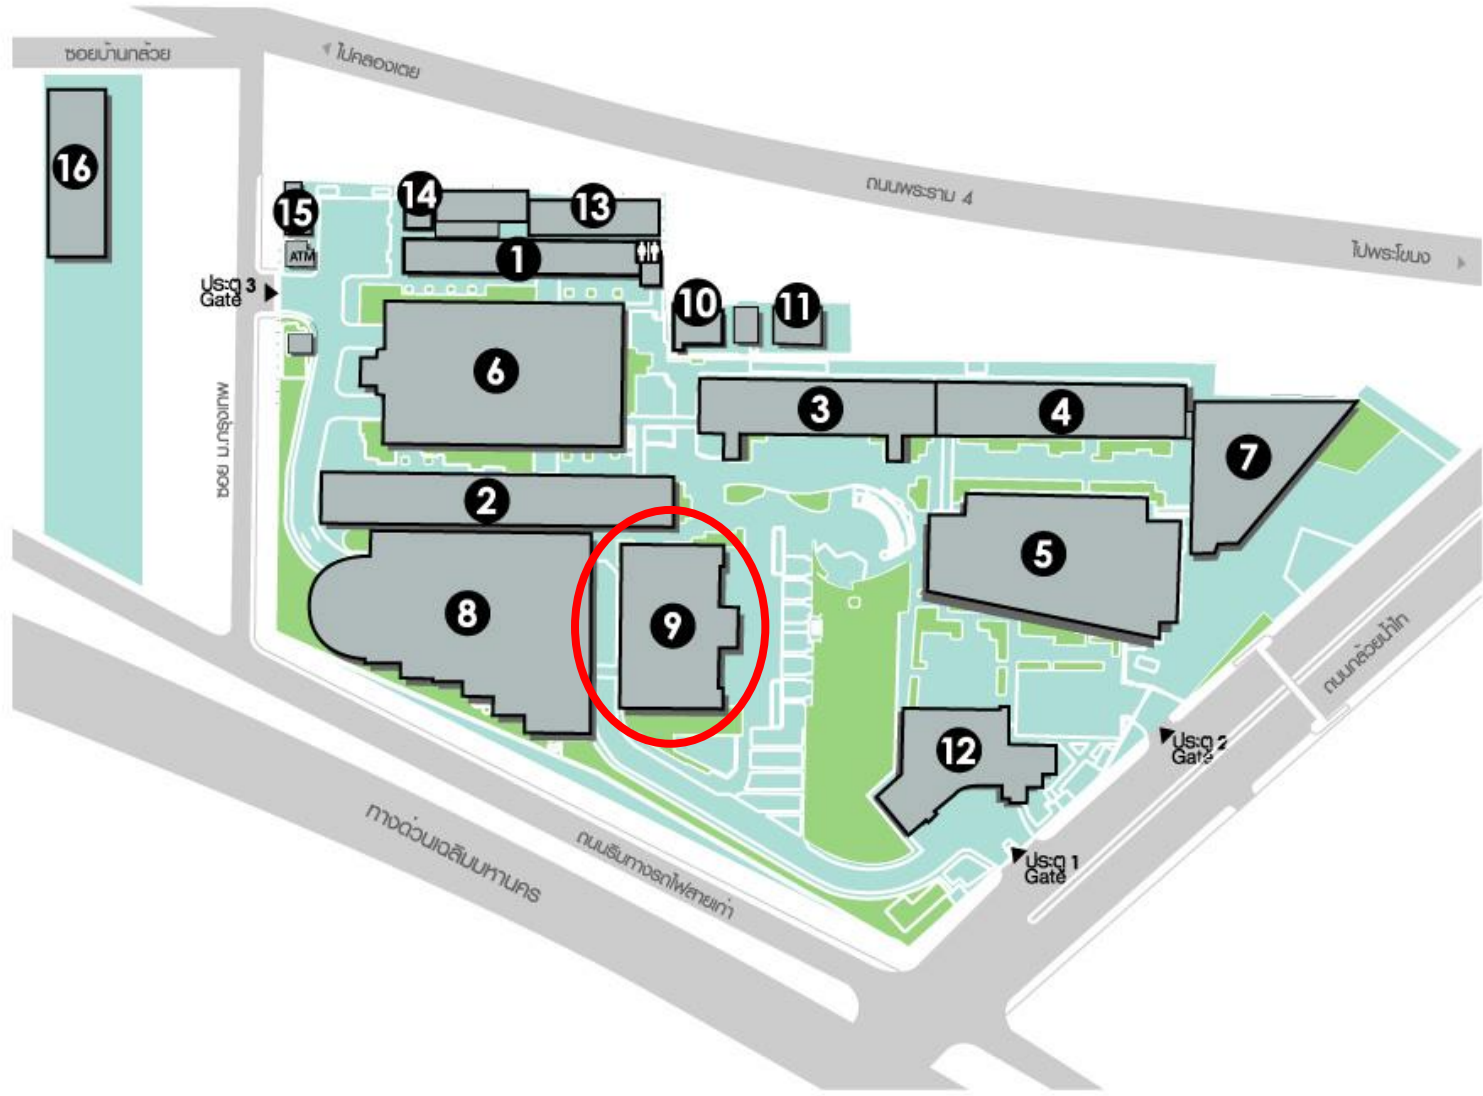 ซอยบ้านกล้วย
ไปคลองเตย
16
ถนนพระราม 4
14
13
15
ATM
1
ไปพระโขนง
ประตู 3
Gate
10
11
6
3
4
7
2
5
9
8
ถนนกล้วยน้ำไท
ประตู 2
Gate
12
ทางด่วนเฉลิมมหานคร
ถนนริมทางรถไฟสายเก่า
ประตู 1
Gate